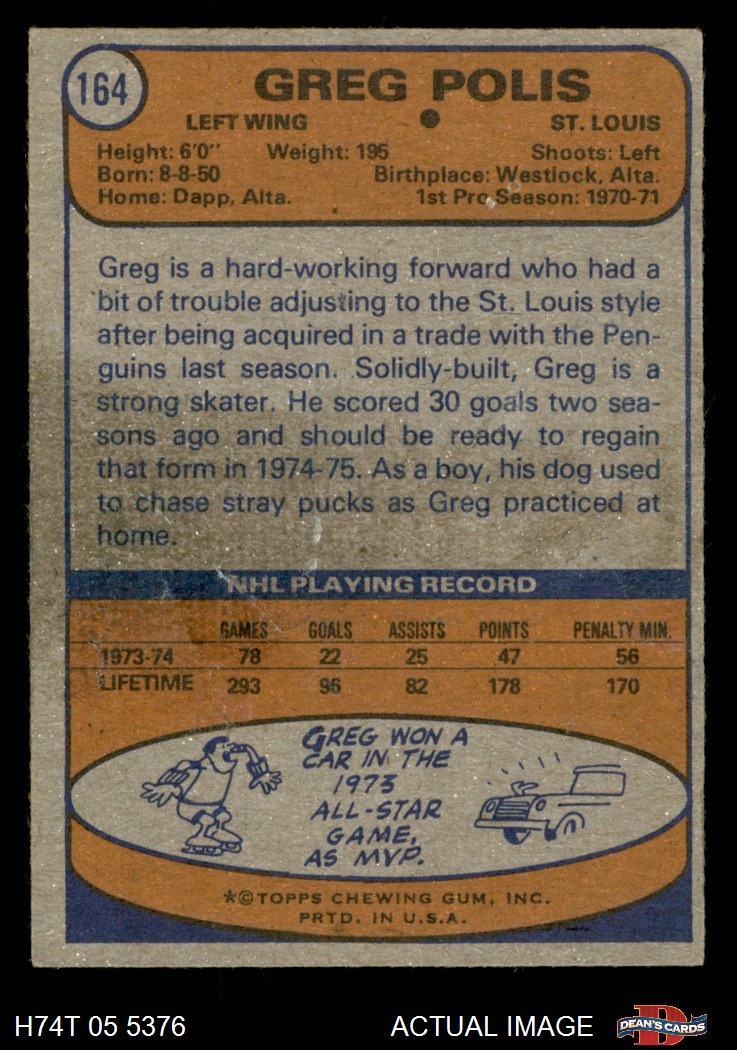 164
GREG POLIS
LEFT WING ● ST. LOUIS
Height: 6'0" Weight: 195 Shoots: Left
Born: 8-8-50 Birthplace: Westlock, Alta.
Home: Dapp, Alta. 1st Pro Season: 1970-71
Greg is a hard-working forward who had a
bit of trouble adjusting to the St. Louis style
after being acquired in a trade with the Pen-
guins last season. Solidly-built, Greg is a
strong skater. He scored 30 goals two sea-
sons ago and should be ready to regain
that form in 1974-75. As a boy, his dog used
to chase stray pucks as Greg practiced at
home.
NHL PLAYING RECORD
GAMES GOALS ASSISTS POINTS PENALTY MIN.
1973-74 78 22 25 47 56
LIFETIME 293 96 82 178 170
GREG WON A
CAR IN THE
1973
ALL-STAR
GAME,
AS MVP.
*©TOPPS CHEWING GUM, INC.
PRTD. IN U.S.A.
H74T 05 5376 ACTUAL IMAGE DEAN'S CARDS